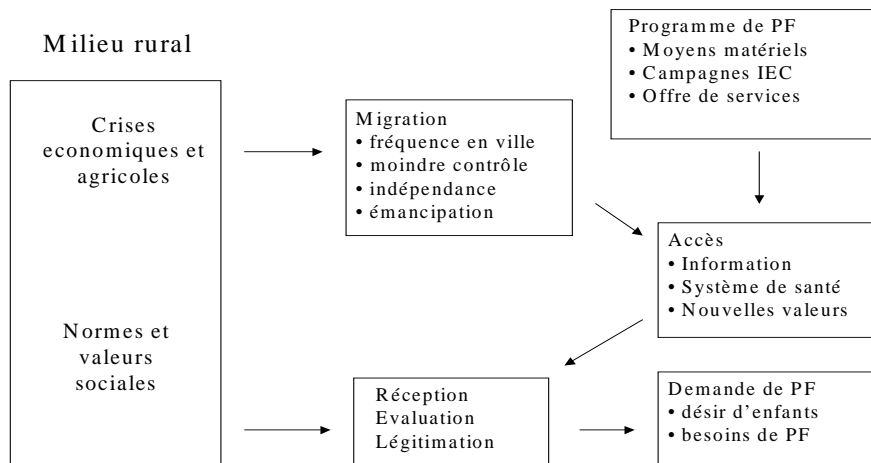 Milieu rural
Crises
economiques et
agricoles
Normes et
valeurs
sociales
Migration
• fréquence en ville
• moindre contrôle
• indépendance
• émancipation
Programme de PF
• Moyens matériels
• Campagnes IEC
• Offre de services
Accès
• Information
• Système de santé
• Nouvelles valeurs
Réception
Evaluation
Légitimation
Demande de PF
• désir d’enfants
• besoins de PF